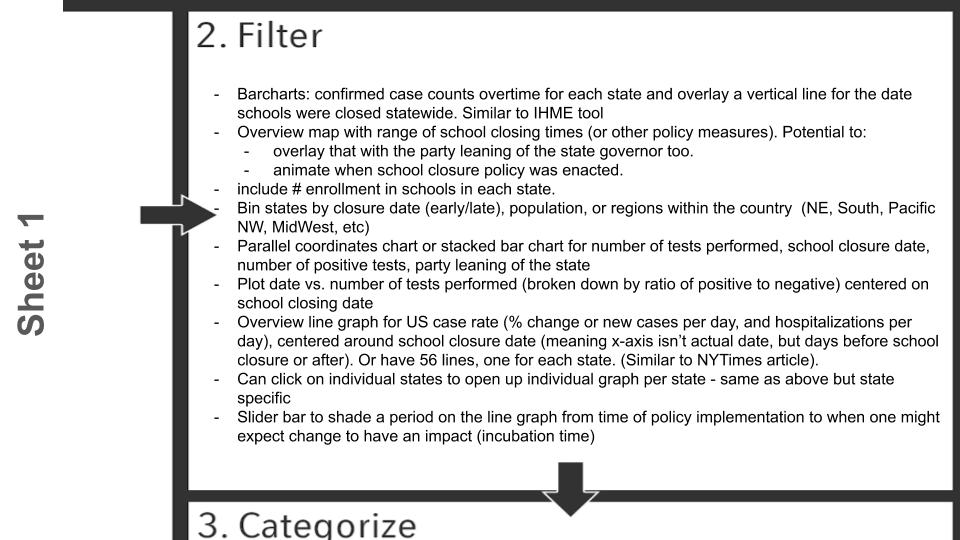 Sheet 1
2. Filter
- Barcharts: confirmed case counts overtime for each state and overlay a vertical line for the date
schools were closed statewide. Similar to IHME tool
- Overview map with range of school closing times (or other policy measures). Potential to:
- overlay that with the party leaning of the state governor too.
- animate when school closure policy was enacted.
- include # enrollment in schools in each state.
- Bin states by closure date (early/late), population, or regions within the country (NE, South, Pacific
NW, MidWest, etc)
- Parallel coordinates chart or stacked bar chart for number of tests performed, school closure date,
number of positive tests, party leaning of the state
- Plot date vs. number of tests performed (broken down by ratio of positive to negative) centered on
school closing date
- Overview line graph for US case rate (% change or new cases per day, and hospitalizations per
day), centered around school closure date (meaning x-axis isn’t actual date, but days before school
closure or after). Or have 56 lines, one for each state. (Similar to NYTimes article).
- Can click on individual states to open up individual graph per state - same as above but state
specific
- Slider bar to shade a period on the line graph from time of policy implementation to when one might
expect change to have an impact (incubation time)
3. Categorize